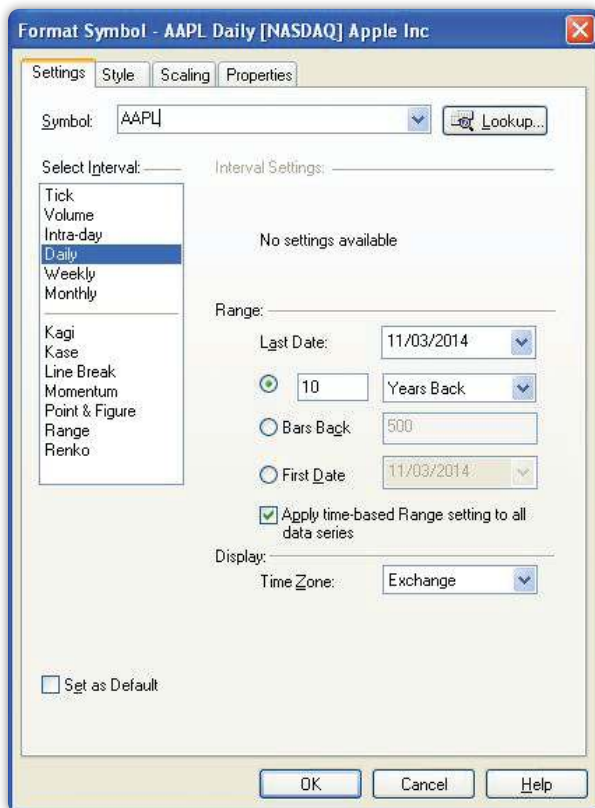 Format Symbol - AAPL Daily [NASDAQ] Apple Inc
Settings Style Scaling Properties
Symbol: AAPL Lookup...
Select Interval: Interval Settings:
Tick
Volume
Intra-day
Daily
Weekly
Monthly
Kagi
Kase
Line Break
Momentum
Point & Figure
Range
Renko
No settings available
Range:
Last Date: 11/03/2014
10 Years Back
Bars Back 500
First Date 11/03/2014
Apply time-based Range setting to all
data series
Display:
Time Zone: Exchange
Set as Default
OK Cancel Help